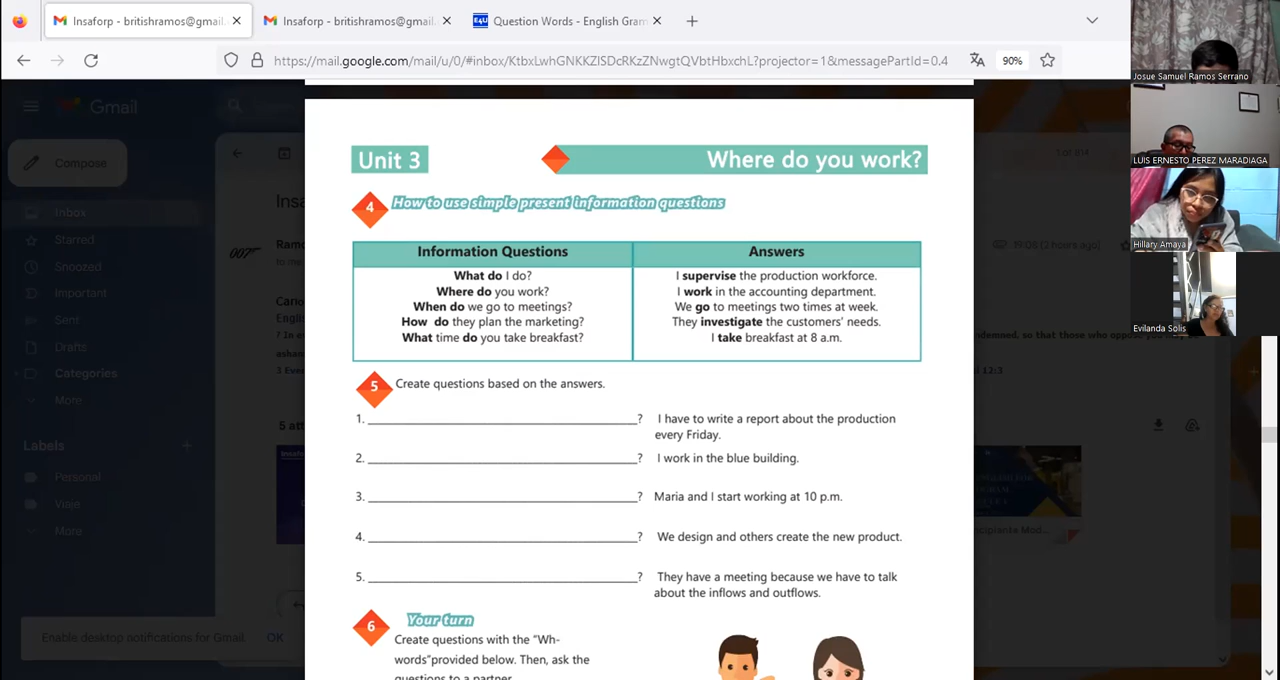 Insaforp - britishramos@gmail.
Insaforp - britishramos@gmail.
Question Words - English Gram
https://mail.google.com/mail/u/0/#inbox/KtbxLwhGNKKZlSDcRKzZNwgtQVbtHbxchL?projector=1&messagePartId=0.4
90%
Gmail
Compose
Inbox
Starred
Snoozed
Important
Sent
Drafts
Categories
More
Labels
Personal
Viaje
More
Enable desktop notifications for Gmail.
OK
Unit 3
Where do you work?
4
How to use simple present information questions
Information Questions
Answers
What do I do?
I supervise the production workforce.
Where do you work?
I work in the accounting department.
When do we go to meetings?
We go to meetings two times at week.
How do they plan the marketing?
They investigate the customers' needs.
What time do you take breakfast?
I take breakfast at 8 a.m.
5
Create questions based on the answers.
1. ________________________________________?
I have to write a report about the production
every Friday.
2. ________________________________________?
I work in the blue building.
3. ________________________________________?
Maria and I start working at 10 p.m.
4. ________________________________________?
We design and others create the new product.
5. ________________________________________?
They have a meeting because we have to talk
about the inflows and outflows.
6
Your turn
Create questions with the "Wh-
words"provided below. Then, ask the
questions to a partner.
Josue Samuel Ramos Serrano
LUIS ERNESTO PEREZ MARADIAGA
Hillary Amaya
Evilanda Solis